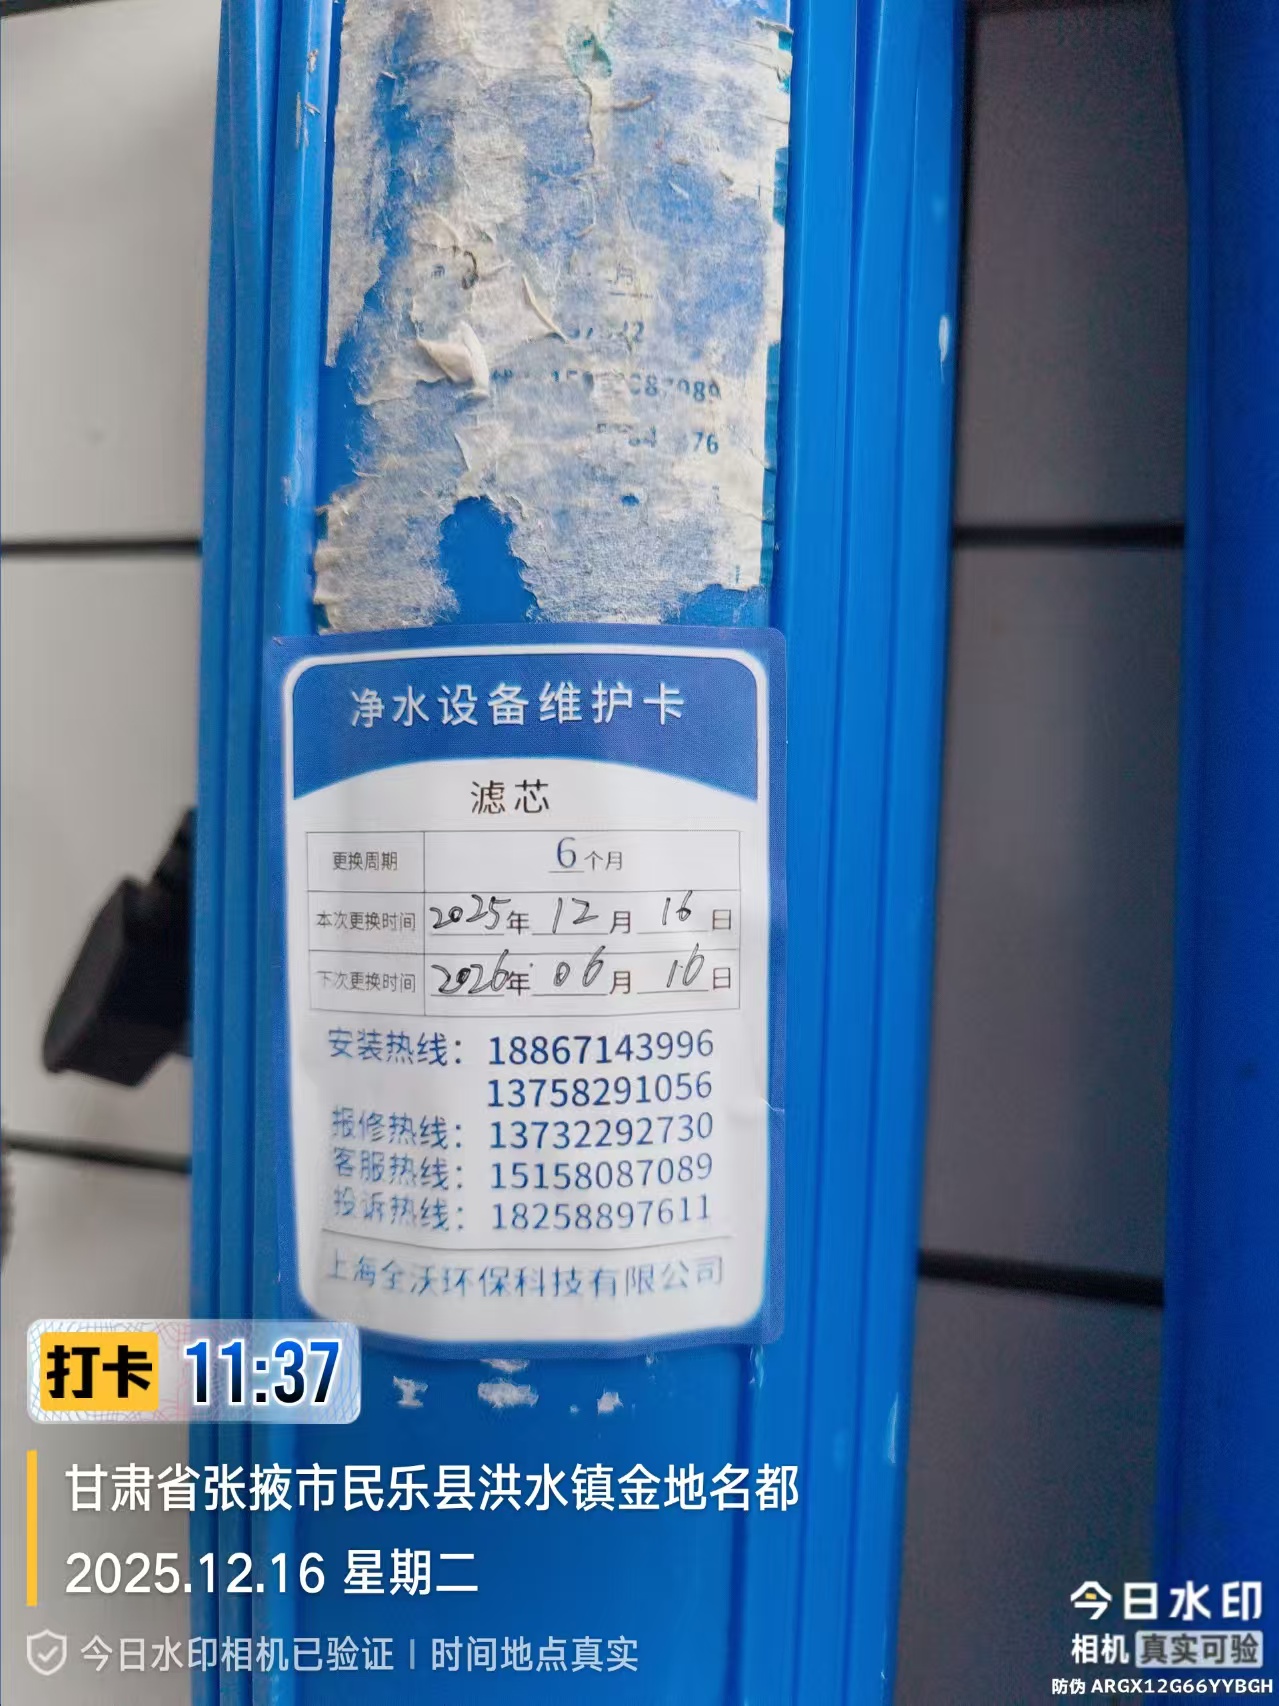 月
净水设备维护卡
滤芯
更换周期 6个月
本次更换时间 2025年 12月 16日
下次更换时间 2026年 06月 16日
安装热线：18867143996
13758291056
报修热线：13732292730
客服热线：15158087089
投诉热线：18258897611
上海全沃环保科技有限公司
打卡 11:37
甘肃省张掖市民乐县洪水镇金地名都
2025.12.16 星期二
今日水印相机已验证 | 时间地点真实
今日水印
相机 真实可验
防伪 ARGX12G66YYBGH